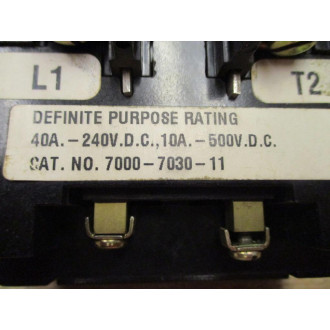 L1
T2
DEFINITE PURPOSE RATING
40A.-240V.D.C.,10A.-500V.D.C.
CAT. NO. 7000-7030-11